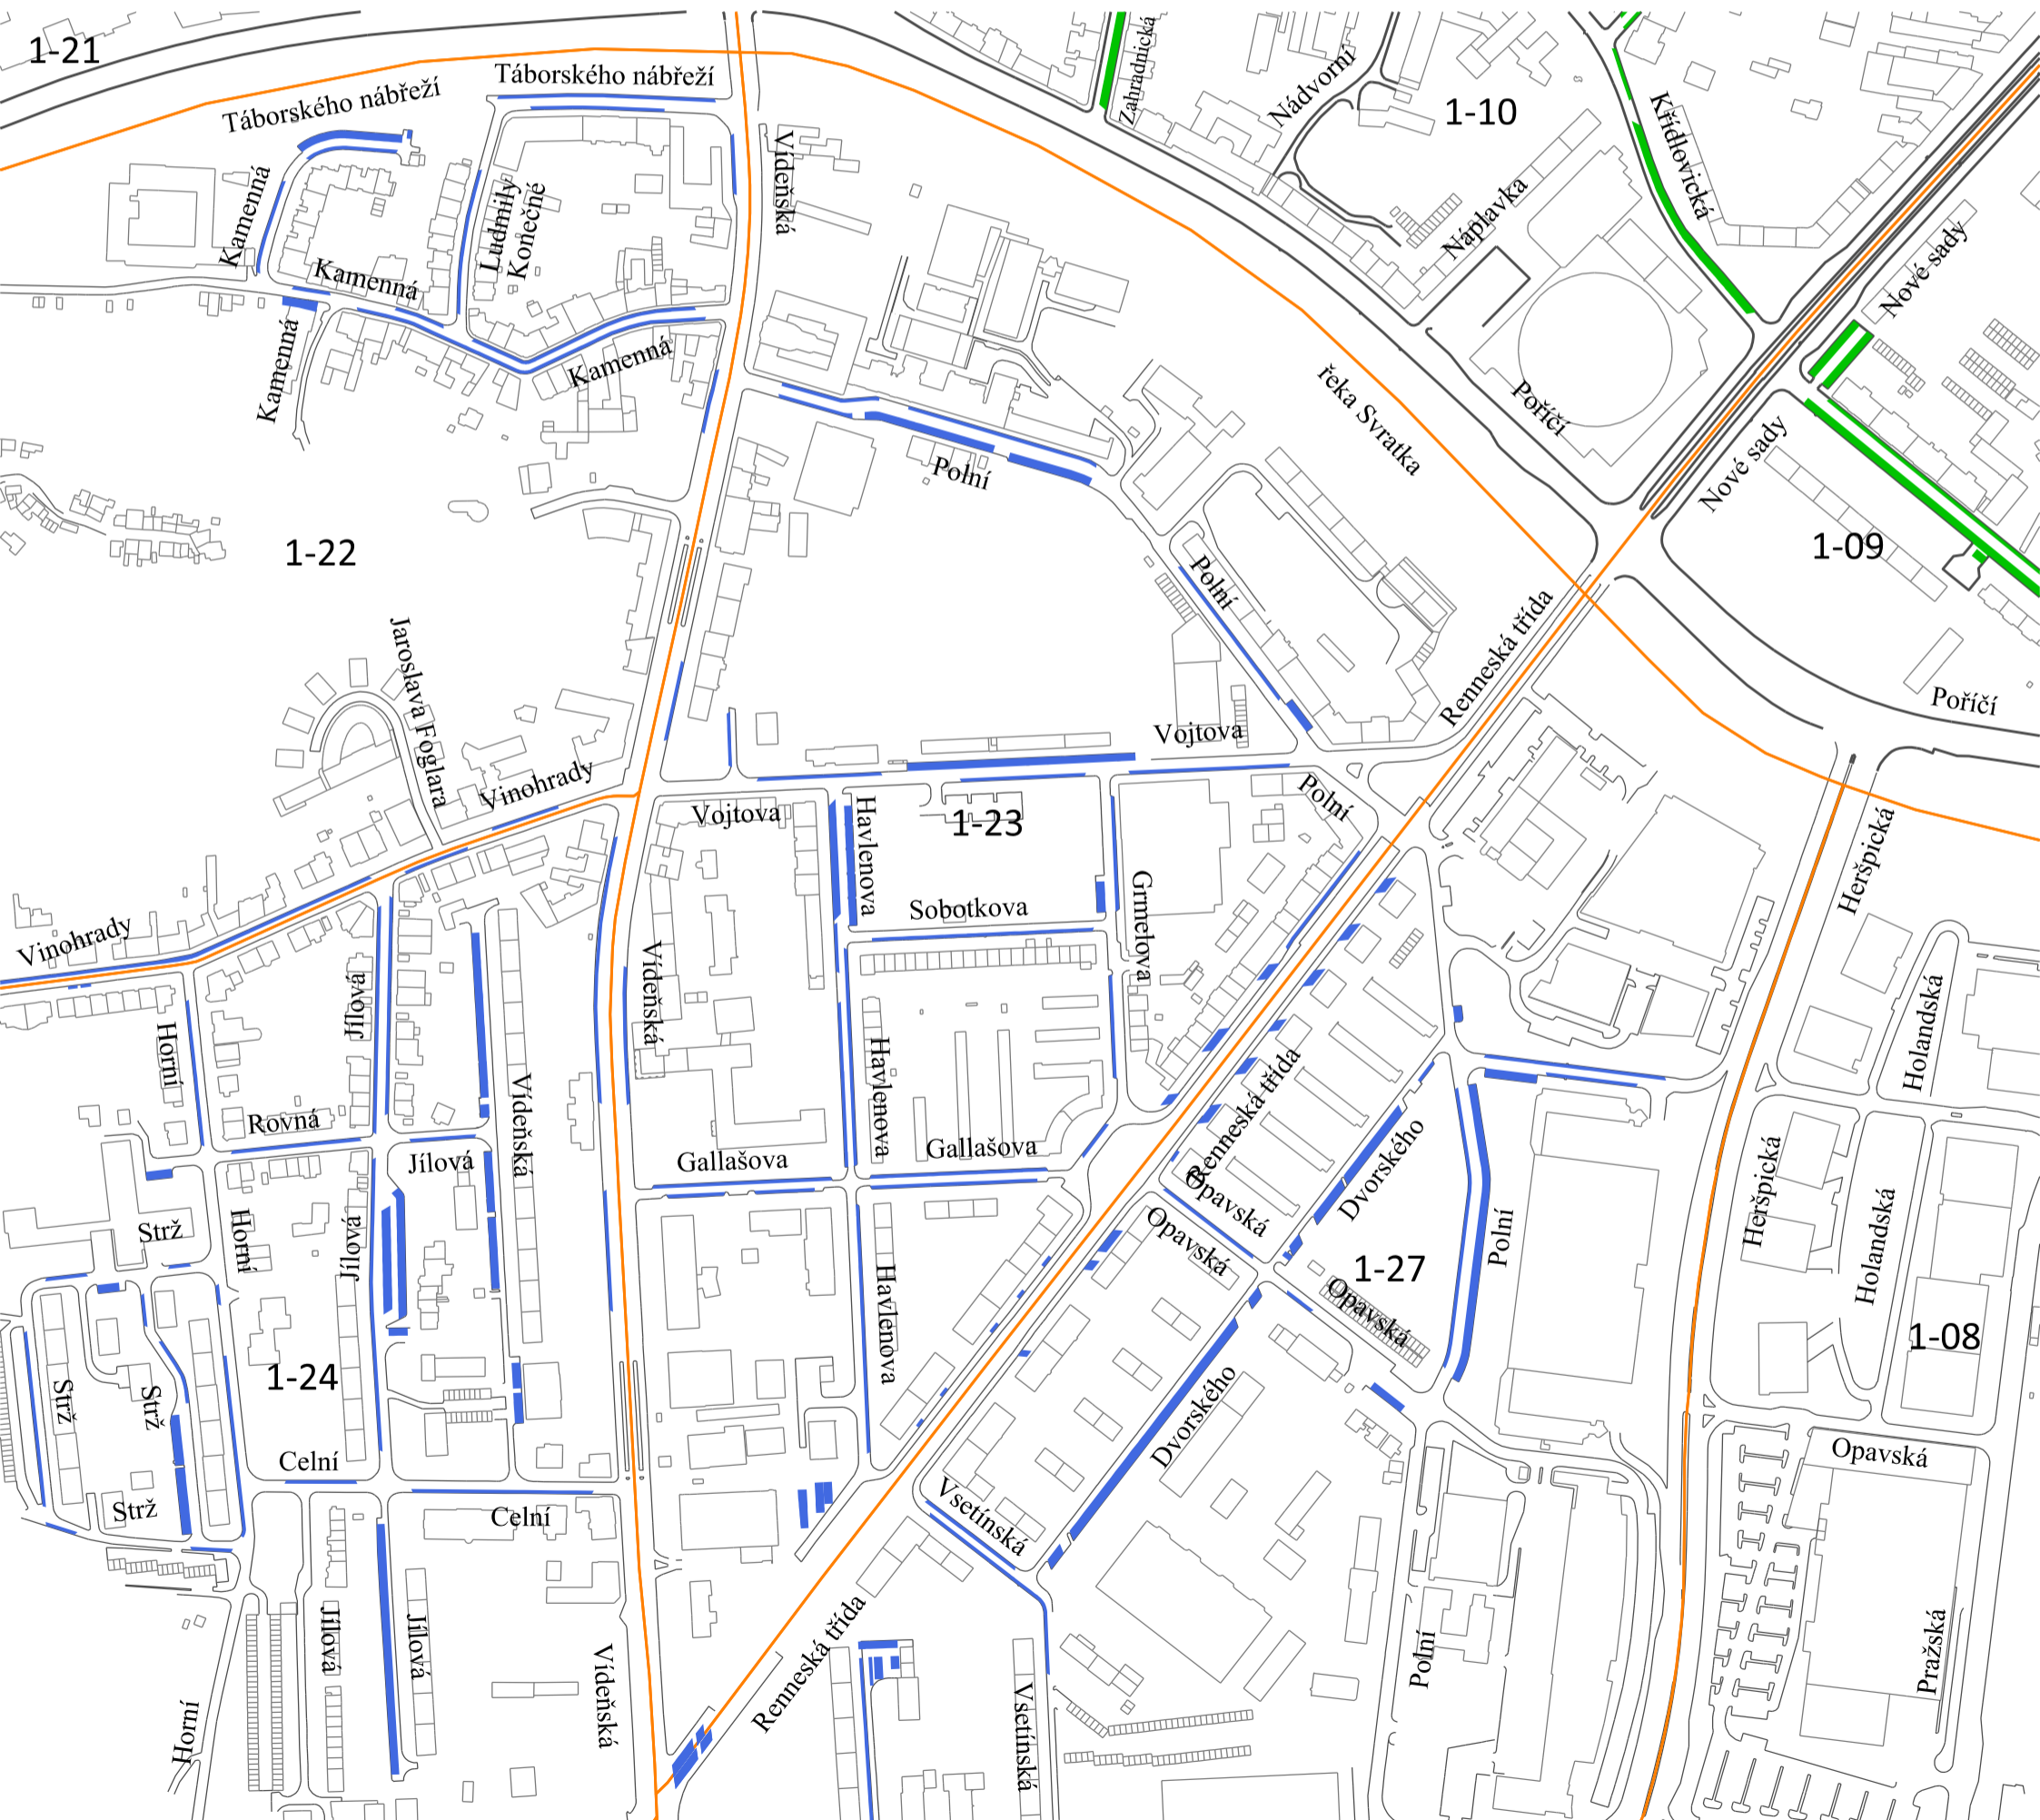 1-21
Táborského nábřeží
Táborského nábřeží
Zahradnická
Nádvorní
1-10
Křídlovická
Vídeňská
Kamenná
Ludmily
Konečné
Náplavka
Nové sady
Kamenná
Kamenná
Kamenná
řeka Svratka
Poříčí
Nové sady
Polní
1-22
1-09
Polní
Renneská třída
Jaroslava Foglara
Poříčí
Vojtova
Vinohrady
Vojtova
Havlenova
1-23
Polní
Heršpická
Vinohrady
Sobotkova
Grmelova
Vídeňská
Jílová
Holandská
Horní
Havlenova
Renneská třída
Vídeňská
Rovná
Jílová
Gallašova
Gallašova
Dvorského
Heršpická
Opavská
Strž
Horní
Jílová
Opavská
Polní
Holandská
1-27
Opavská
Havlenova
1-08
1-24
Strž
Strž
Dvorského
Celní
Opavská
Strž
Celní
Vsetínská
Jílová
Jílová
Vídeňská
Renneská třída
Polní
Pražská
Horní
Vsetínská